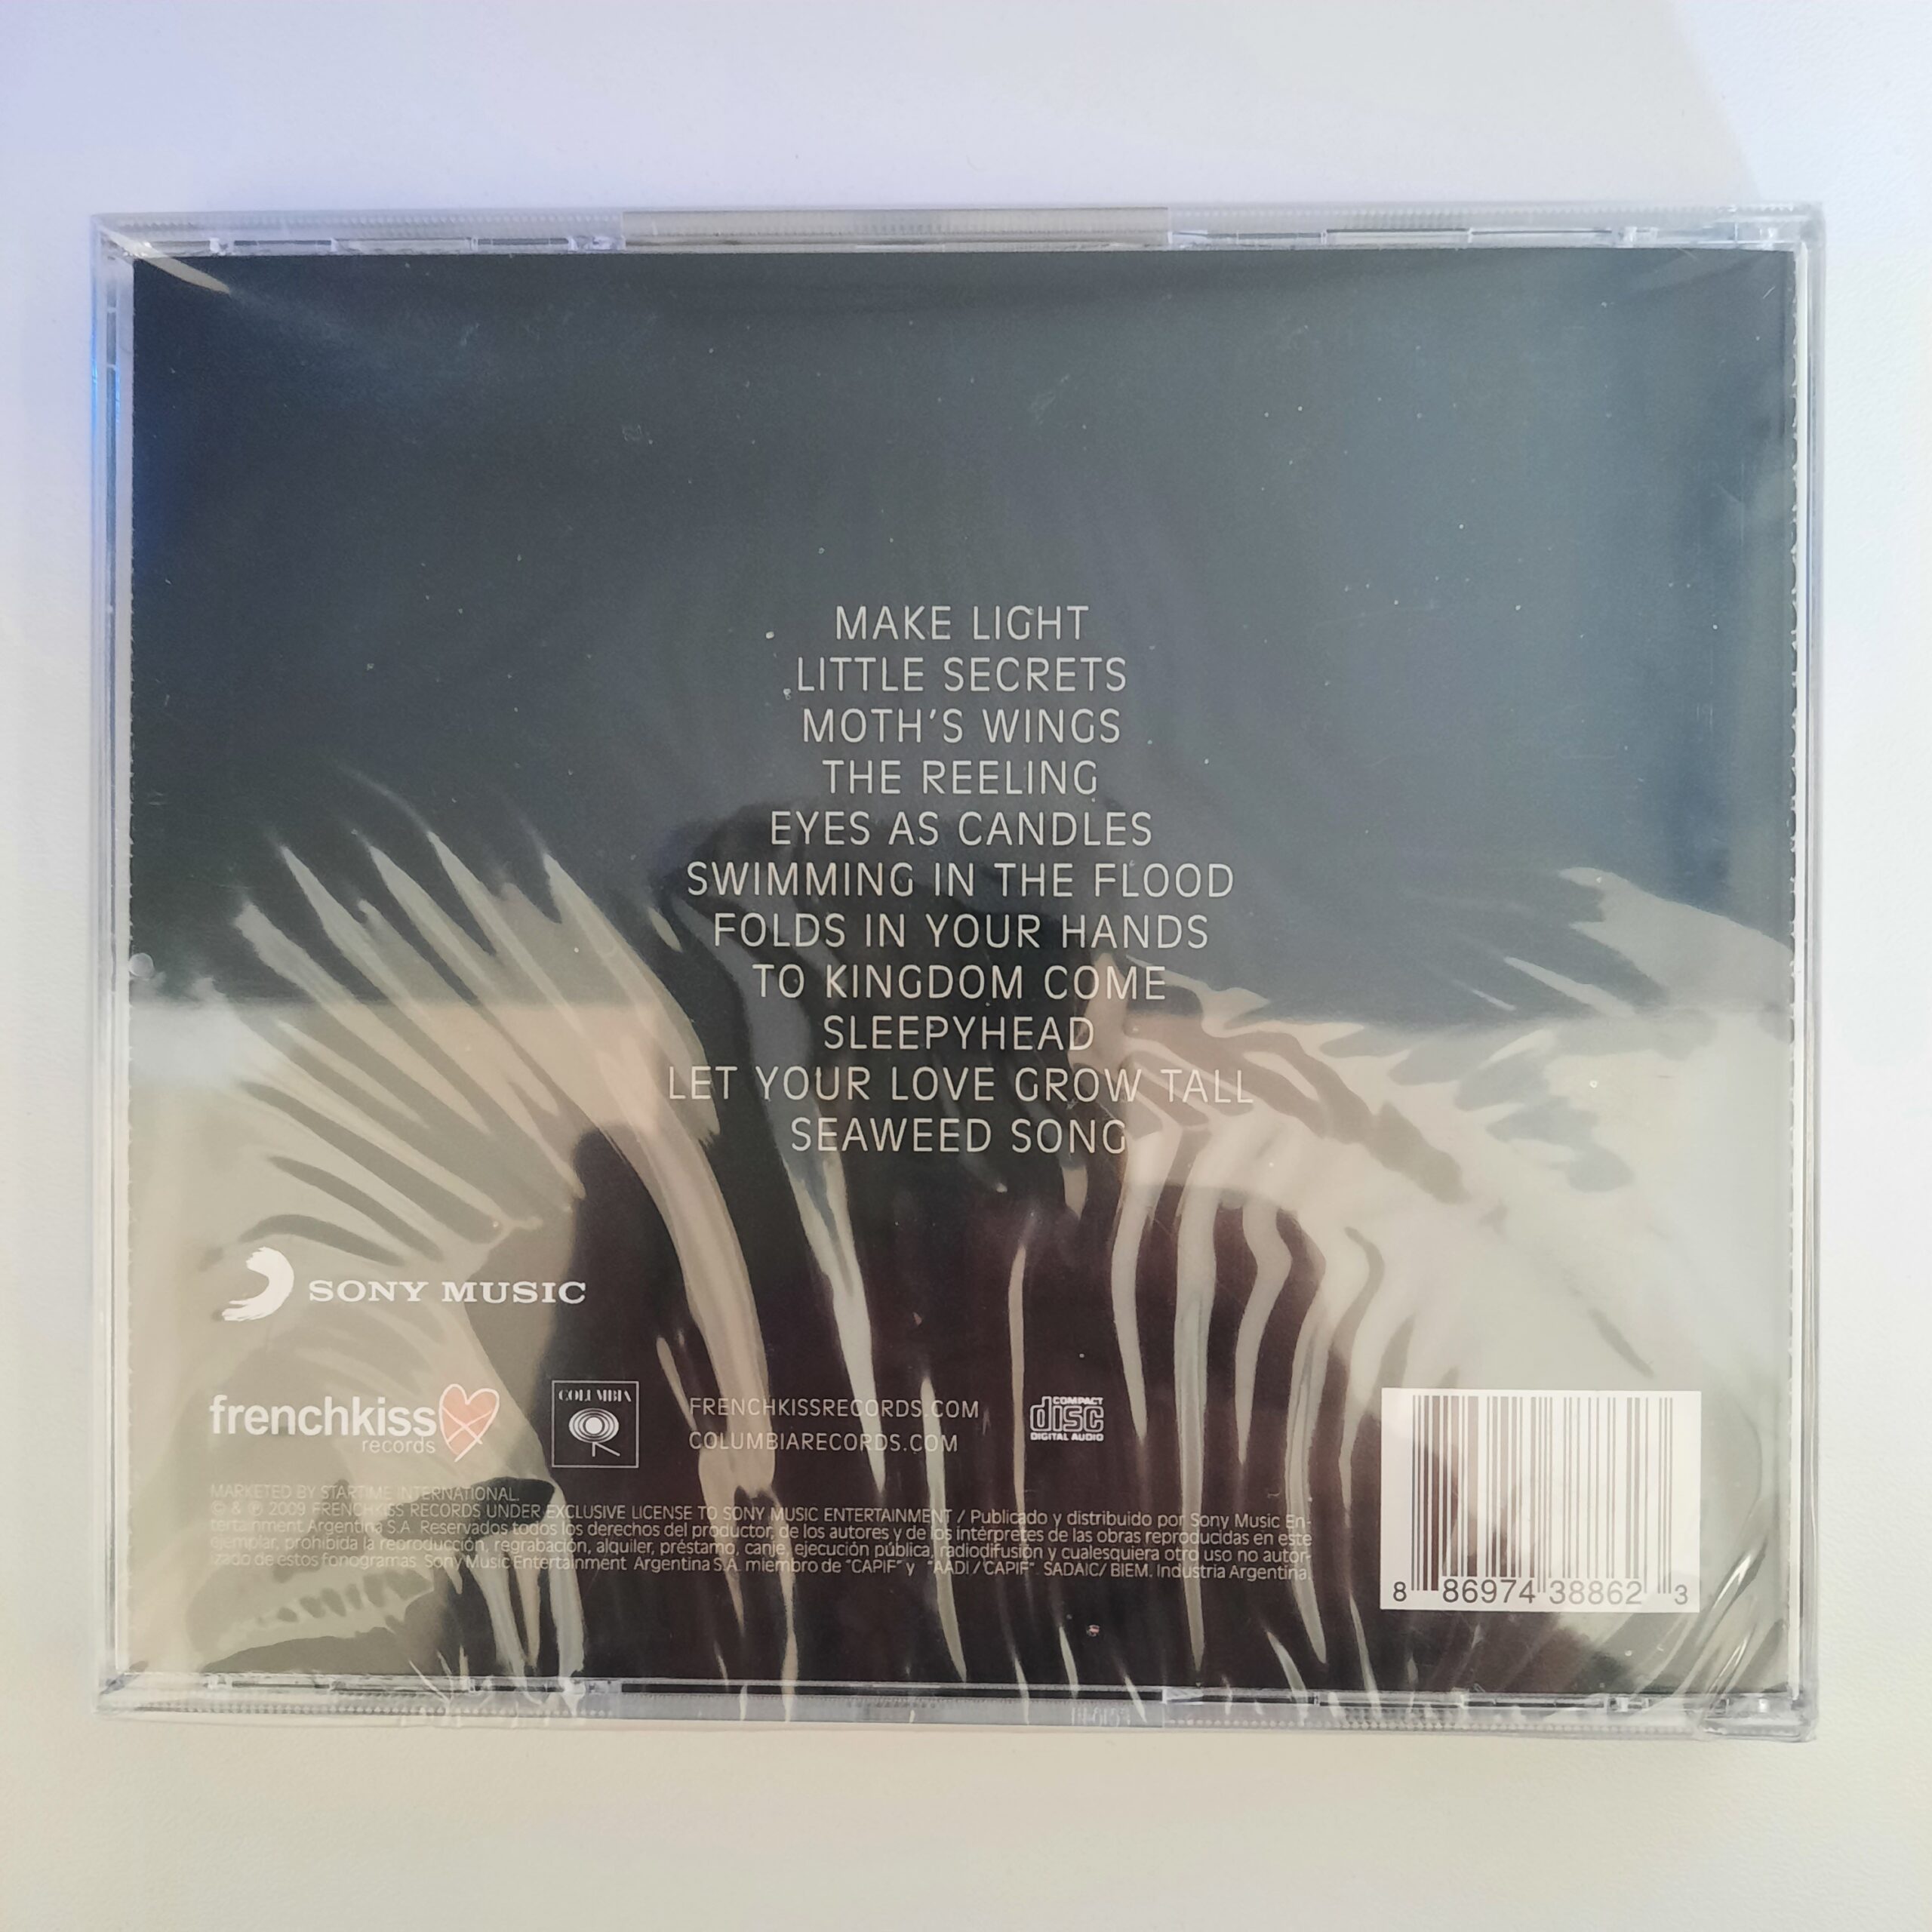 MAKE LIGHT
LITTLE SECRETS
MOTH'S WINGS
THE REELING
EYES AS CANDLES
SWIMMING IN THE FLOOD
FOLDS IN YOUR HANDS
TO KINGDOM COME
SLEEPYHEAD
LET YOUR LOVE GROW TALL
SEAWEED SONG
SONY MUSIC
frenchkiss
records
COLUMBIA
FRENCHKISSRECORDS.COM
COLUMBIARECORDS.COM
COMPACT
disc
DIGITAL AUDIO
MARKETED BY STARTIME INTERNATIONAL.
© & ℗ 2009 FRENCHKISS RECORDS UNDER EXCLUSIVE LICENSE TO SONY MUSIC ENTERTAINMENT / Publicado y distribuido por Sony Music En-
tertainment Argentina S.A. Reservados todos los derechos del productor, de los autores y de los intérpretes de las obras reproducidas en este
ejemplar, prohibida la reproducción, regrabación, alquiler, préstamo, canje, ejecución pública, radiodifusión y cualesquiera otro uso no autor-
izado de estos fonogramas. Sony Music Entertainment Argentina S.A. miembro de "CAPIF" y "AADI / CAPIF". SADAIC/ BIEM. Industria Argentina.
8 86974 38862 3